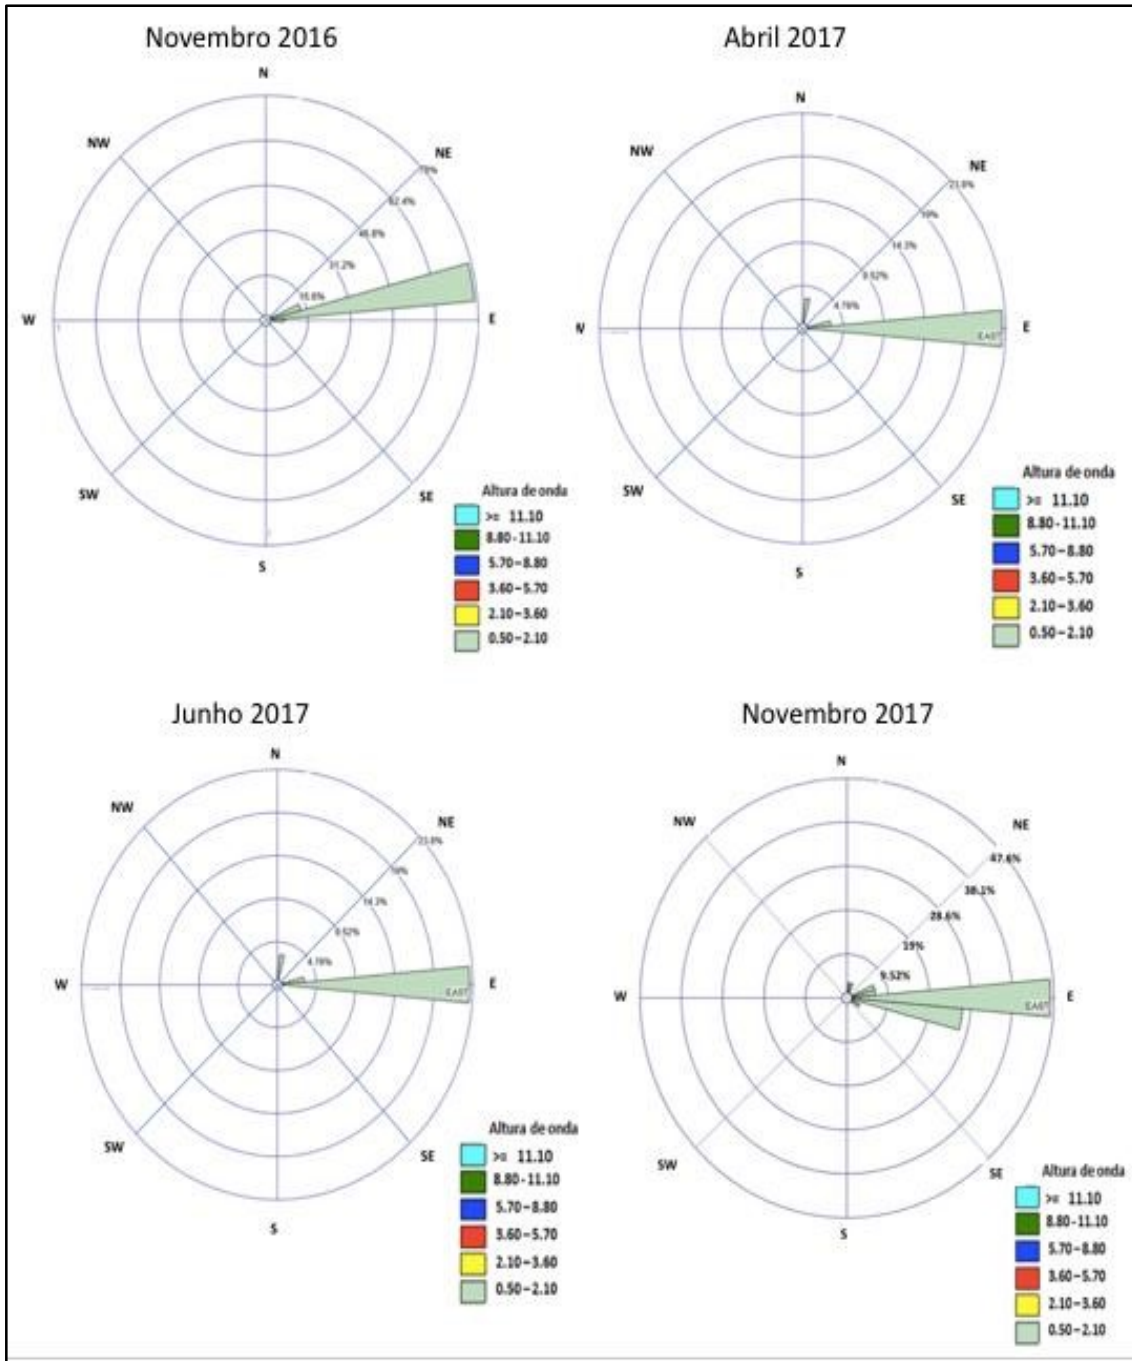 Novembro 2016
N
NW
NE
78%
62.4%
46.8%
31.2%
15.6%
W
E
SW
SE
S
Altura de onda
>= 11.10
8.80-11.10
5.70-8.80
3.60-5.70
2.10-3.60
0.50-2.10
Abril 2017
N
NW
NE
23.8%
19%
14.3%
9.52%
4.76%
W
E
EAST
SW
SE
S
Altura de onda
>= 11.10
8.80-11.10
5.70-8.80
3.60-5.70
2.10-3.60
0.50-2.10
Junho 2017
N
NW
NE
23.8%
19%
14.3%
9.52%
4.76%
W
E
EAST
SW
SE
S
Altura de onda
>= 11.10
8.80-11.10
5.70-8.80
3.60-5.70
2.10-3.60
0.50-2.10
Novembro 2017
N
NW
NE
47.6%
38.1%
28.6%
19%
9.52%
W
E
EAST
SW
SE
S
Altura de onda
>= 11.10
8.80-11.10
5.70-8.80
3.60-5.70
2.10-3.60
0.50-2.10